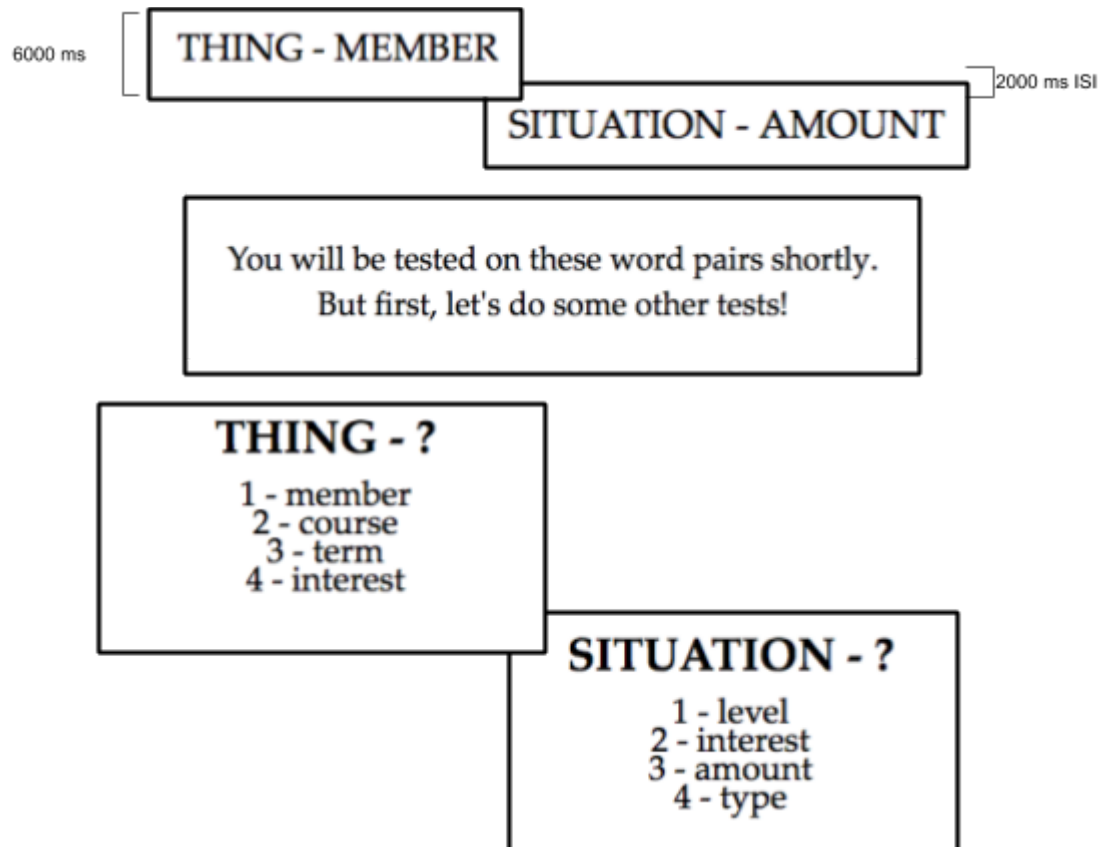 6000 ms
THING - MEMBER
2000 ms ISI
SITUATION - AMOUNT
You will be tested on these word pairs shortly.
But first, let's do some other tests!
THING - ?
1 - member
2 - course
3 - term
4 - interest
SITUATION - ?
1 - level
2 - interest
3 - amount
4 - type